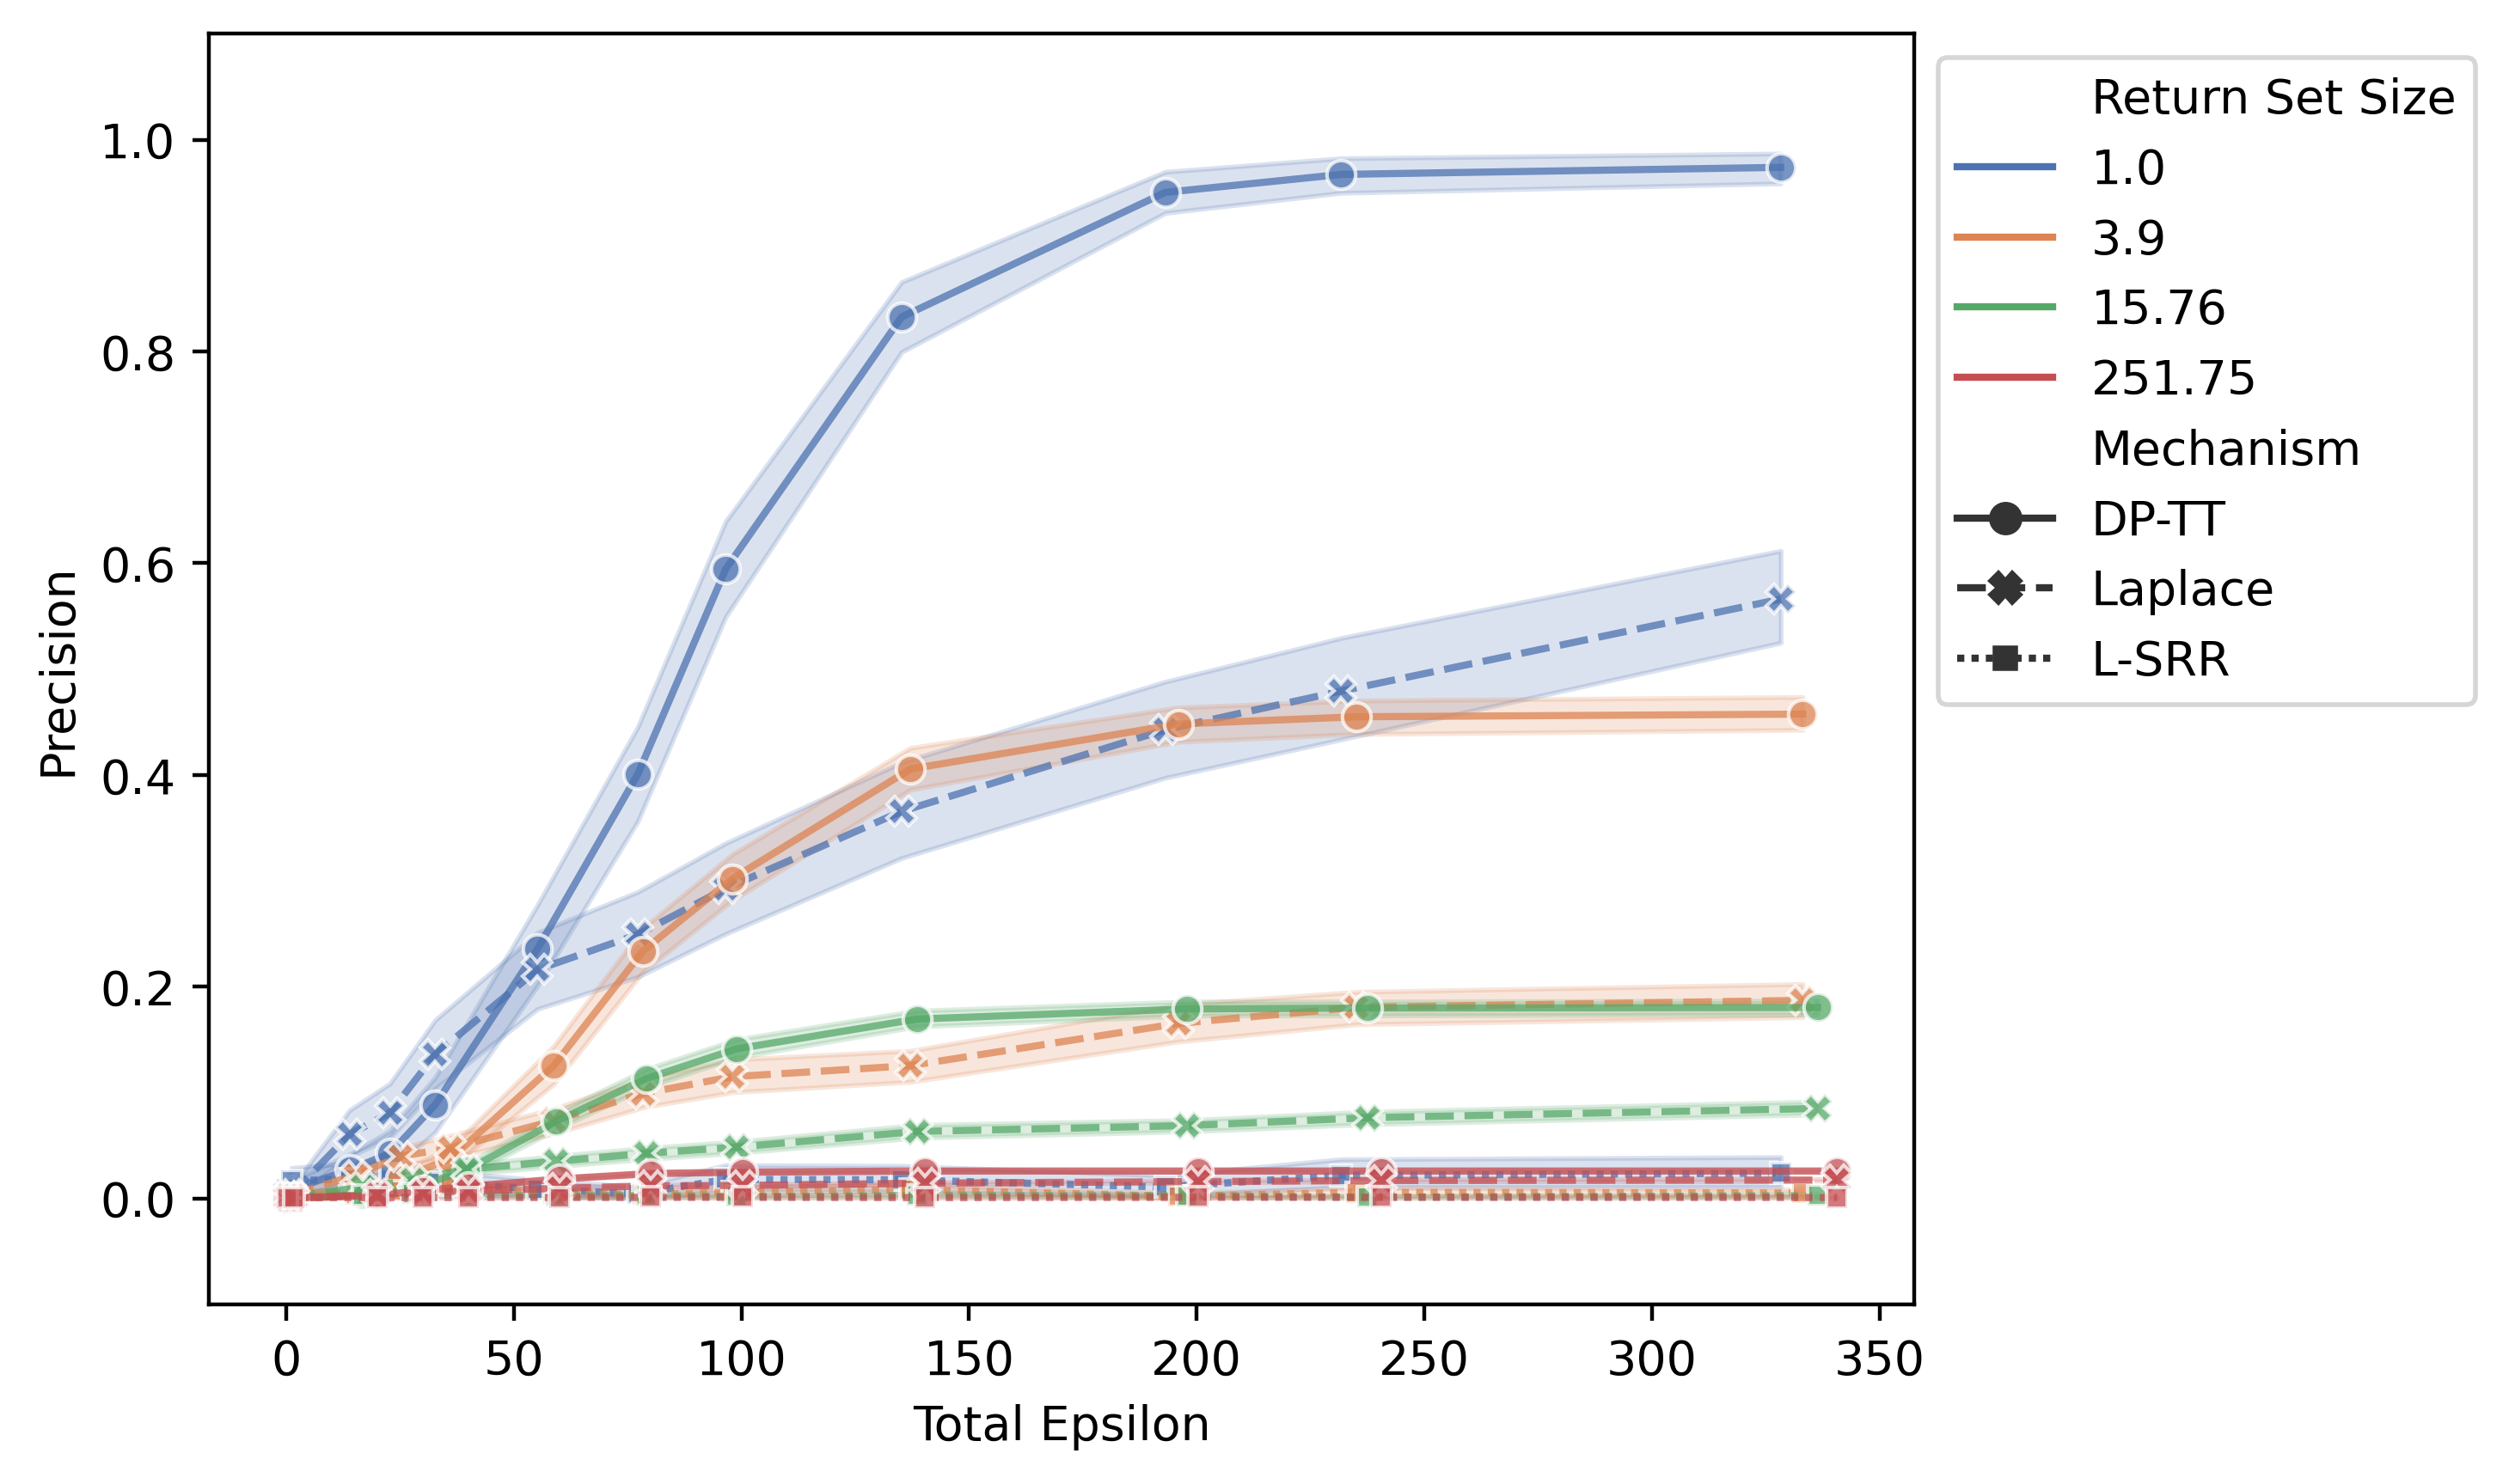 Precision
1.0
0.8
0.6
0.4
0.2
0.0
0 50 100 150 200 250 300 350
Total Epsilon
Return Set Size
1.0
3.9
15.76
251.75
Mechanism
DP-TT
Laplace
L-SRR